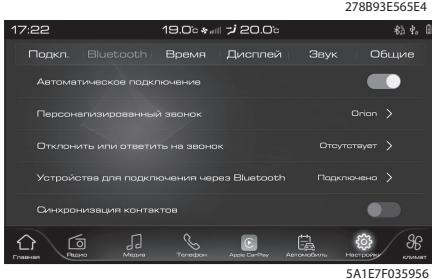 278B93E565E4
17:22 19.0c 20.0c
Подкл. Bluetooth Время Дисплей Звук Общие
Автоматическое подключение
Персонализированный звонок Orion
Отклонить или ответить на звонок Отсутствует
Устройства для подключения через Bluetooth Подключено
Синхронизация контактов
Главная Радио Медиа Телефон Apple CarPlay Автомобиль Настройки климат
5A1E7F035956